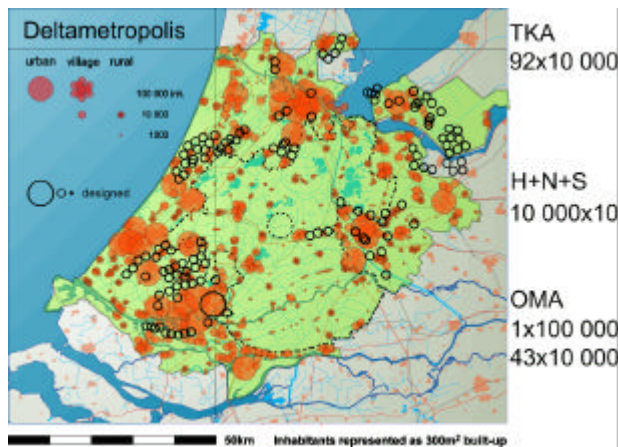 Deltametropolis
urban village rural
100 000 inh.
10 000
1000
designed
TKA
92x10 000
H+N+S
10 000x10
OMA
1x100 000
43x10 000
50km Inhabitants represented as 300m² built-up